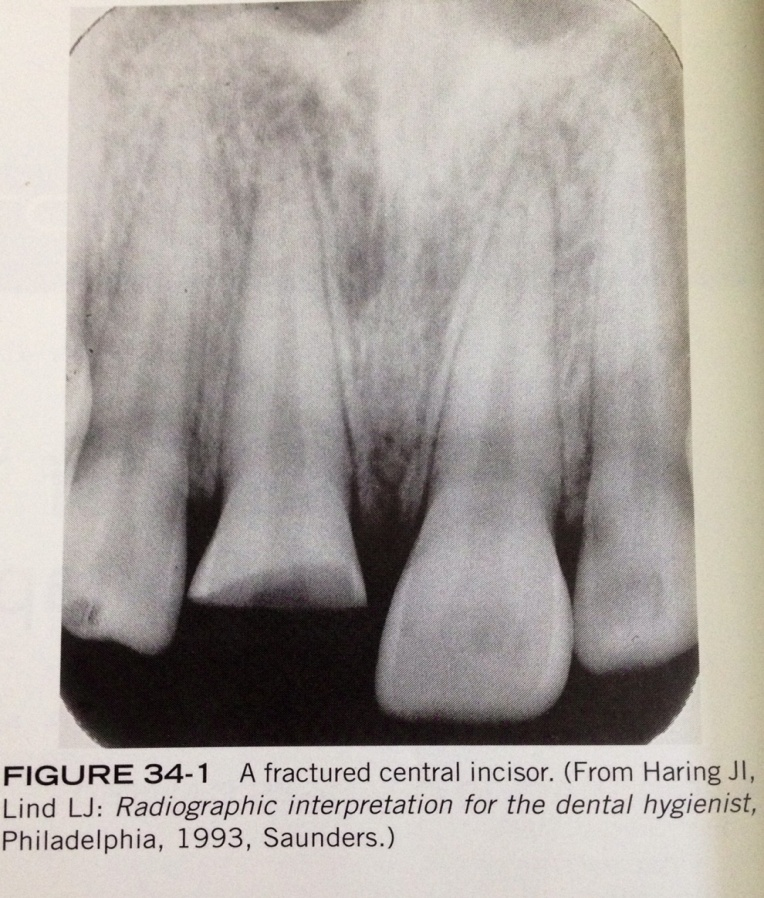 FIGURE 34-1 A fractured central incisor. (From Haring JI,
Lind LJ: Radiographic interpretation for the dental hygienist,
Philadelphia, 1993, Saunders.)